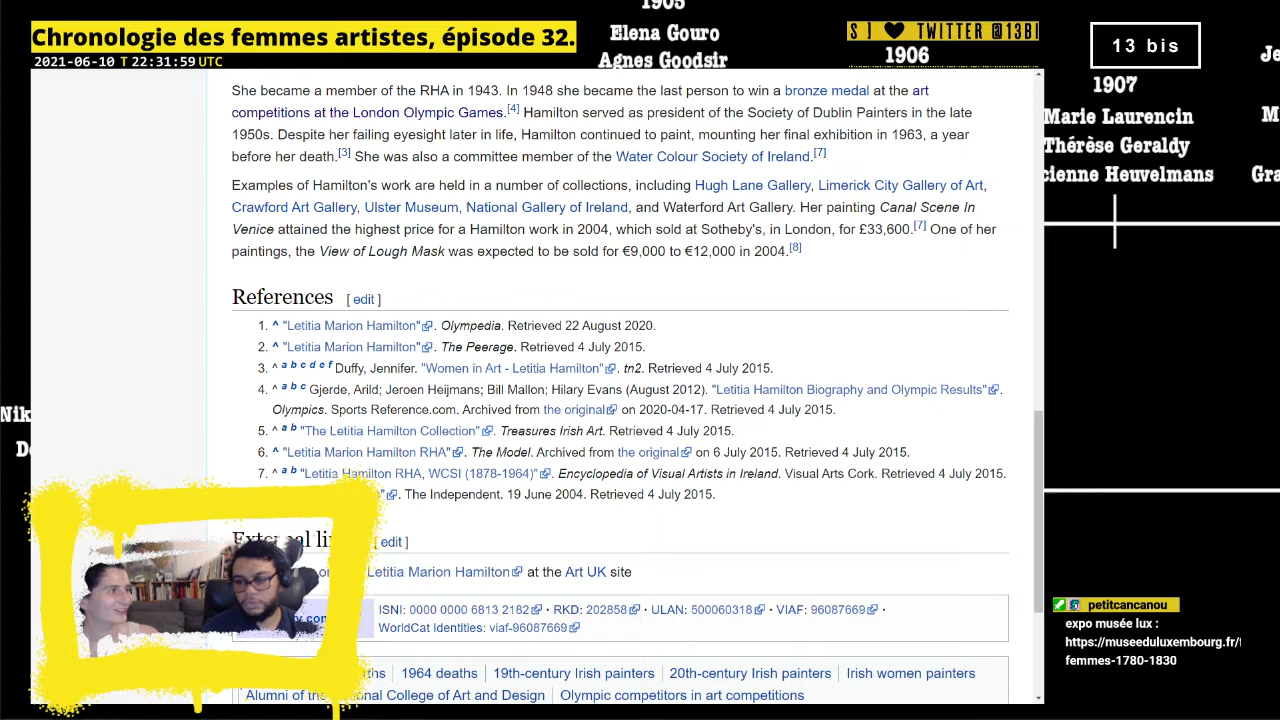 1905
Elena Gouro
Agnes Goodsir
Chronologie des femmes artistes, épisode 32.
2021-06-10 T 22:31:59 UTC
S ] TWITTER @13BI
1906
13 bis
Je
1907
Marie Laurencin
Thérèse Geraldy
cienne Heuvelmans
M
Gra
Nik
De
She became a member of the RHA in 1943. In 1948 she became the last person to win a bronze medal at the art
competitions at the London Olympic Games.[4] Hamilton served as president of the Society of Dublin Painters in the late
1950s. Despite her failing eyesight later in life, Hamilton continued to paint, mounting her final exhibition in 1963, a year
before her death.[3] She was also a committee member of the Water Colour Society of Ireland.[7]
Examples of Hamilton's work are held in a number of collections, including Hugh Lane Gallery, Limerick City Gallery of Art,
Crawford Art Gallery, Ulster Museum, National Gallery of Ireland, and Waterford Art Gallery. Her painting Canal Scene In
Venice attained the highest price for a Hamilton work in 2004, which sold at Sotheby's, in London, for £33,600.[7] One of her
paintings, the View of Lough Mask was expected to be sold for €9,000 to €12,000 in 2004.[8]
References [ edit ]
1. ^ "Letitia Marion Hamilton". Olympedia. Retrieved 22 August 2020.
2. ^ "Letitia Marion Hamilton". The Peerage. Retrieved 4 July 2015.
3. ^ a b c d e f Duffy, Jennifer. "Women in Art - Letitia Hamilton". tn2. Retrieved 4 July 2015.
4. ^ a b c Gjerde, Arild; Jeroen Heijmans; Bill Mallon; Hilary Evans (August 2012). "Letitia Hamilton Biography and Olympic Results".
Olympics. Sports Reference.com. Archived from the original on 2020-04-17. Retrieved 4 July 2015.
5. ^ a b "The Letitia Hamilton Collection". Treasures Irish Art. Retrieved 4 July 2015.
6. ^ "Letitia Marion Hamilton RHA". The Model. Archived from the original on 6 July 2015. Retrieved 4 July 2015.
7. ^ a b "Letitia Hamilton RHA, WCSI (1878-1964)". Encyclopedia of Visual Artists in Ireland. Visual Arts Cork. Retrieved 4 July 2015.
". The Independent. 19 June 2004. Retrieved 4 July 2015.
External li [ edit ]
Letitia Marion Hamilton at the Art UK site
ISNI: 0000 0000 6813 2182 · RKD: 202858 · ULAN: 500060318 · VIAF: 96087669 ·
WorldCat Identities: viaf-96087669
ths | 1964 deaths | 19th-century Irish painters | 20th-century Irish painters | Irish women painters
Alumni of the National College of Art and Design | Olympic competitors in art competitions
petitcancanou
expo musée lux :
https://museeduluxembourg.fr/
femmes-1780-1830